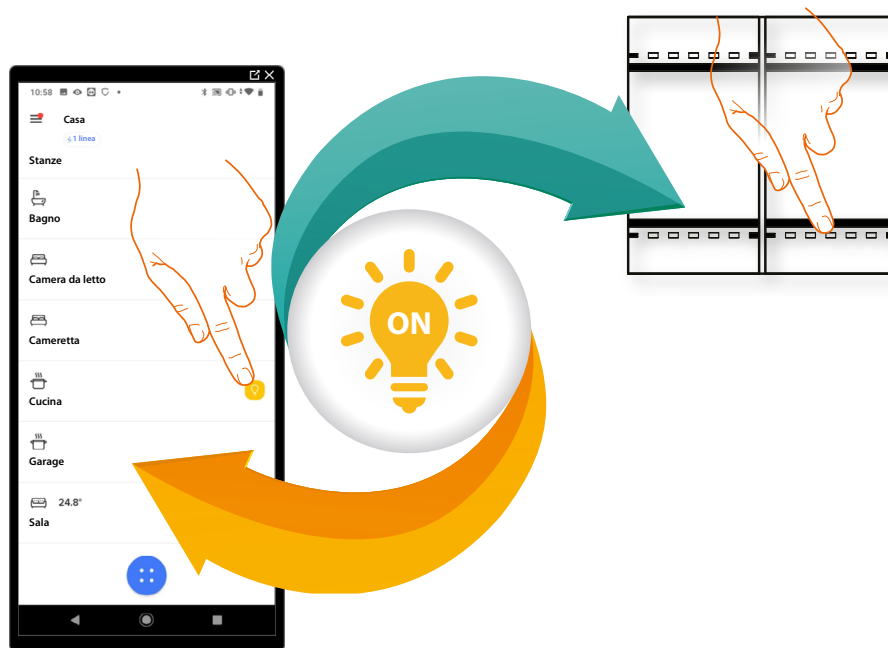 10:58
Casa
1 linea
Stanze
Bagno
Camera da letto
Cameretta
Cucina
Garage
24.8°
Sala
ON